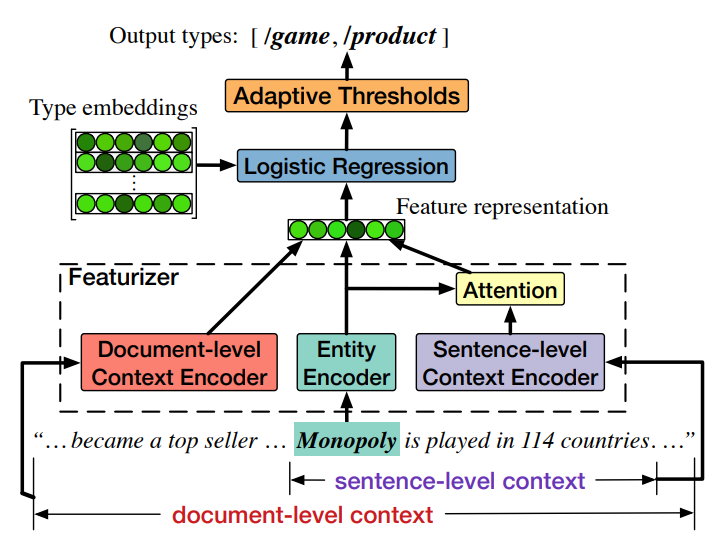 Output types: [ /game, /product ]
Adaptive Thresholds
Type embeddings
Logistic Regression
Feature representation
Featurizer
Attention
Document-level
Context Encoder
Entity
Encoder
Sentence-level
Context Encoder
“… became a top seller … Monopoly is played in 114 countries. …”
sentence-level context
document-level context